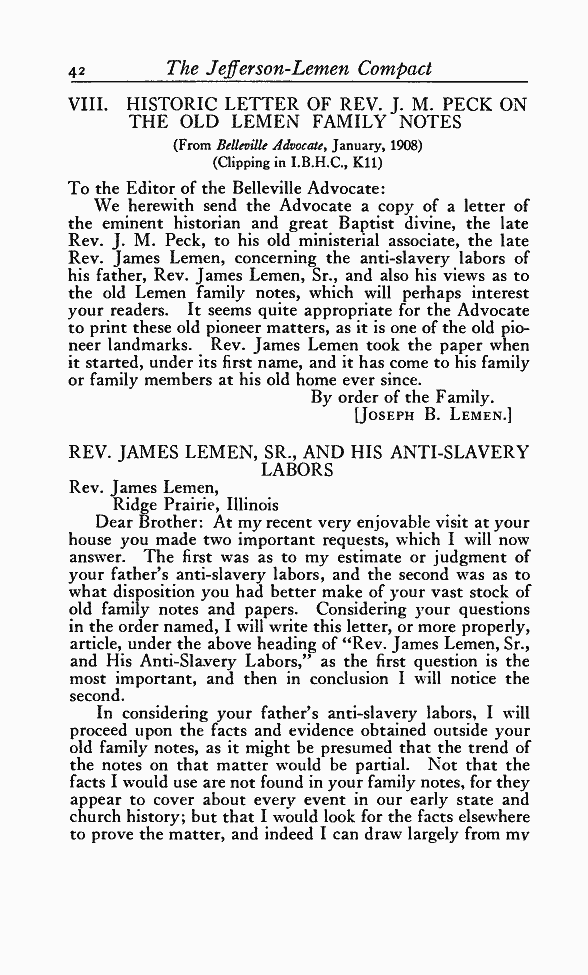 42 The Jefferson-Lemen Compact
VIII. HISTORIC LETTER OF REV. J. M. PECK ON
THE OLD LEMEN FAMILY NOTES
(From Belleville Advocate, January, 1908)
(Clipping in I.B.H.C., K11)
To the Editor of the Belleville Advocate:
We herewith send the Advocate a copy of a letter of
the eminent historian and great Baptist divine, the late
Rev. J. M. Peck, to his old ministerial associate, the late
Rev. James Lemen, concerning the anti-slavery labors of
his father, Rev. James Lemen, Sr., and also his views as to
the old Lemen family notes, which will perhaps interest
your readers. It seems quite appropriate for the Advocate
to print these old pioneer matters, as it is one of the old pio-
neer landmarks. Rev. James Lemen took the paper when
it started, under its first name, and it has come to his family
or family members at his old home ever since.
By order of the Family.
[JOSEPH B. LEMEN.]
REV. JAMES LEMEN, SR., AND HIS ANTI-SLAVERY
LABORS
Rev. James Lemen,
Ridge Prairie, Illinois
Dear Brother: At my recent very enjoyable visit at your
house you made two important requests, which I will now
answer. The first was as to my estimate or judgment of
your father's anti-slavery labors, and the second was as to
what disposition you had better make of your vast stock of
old family notes and papers. Considering your questions
in the order named, I will write this letter, or more properly,
article, under the above heading of "Rev. James Lemen, Sr.,
and His Anti-Slavery Labors," as the first question is the
most important, and then in conclusion I will notice the
second.
In considering your father's anti-slavery labors, I will
proceed upon the facts and evidence obtained outside your
old family notes, as it might be presumed that the trend of
the notes on that matter would be partial. Not that the
facts I would use are not found in your family notes, for they
appear to cover about every event in our early state and
church history; but that I would look for the facts elsewhere
to prove the matter, and indeed I can draw largely from my